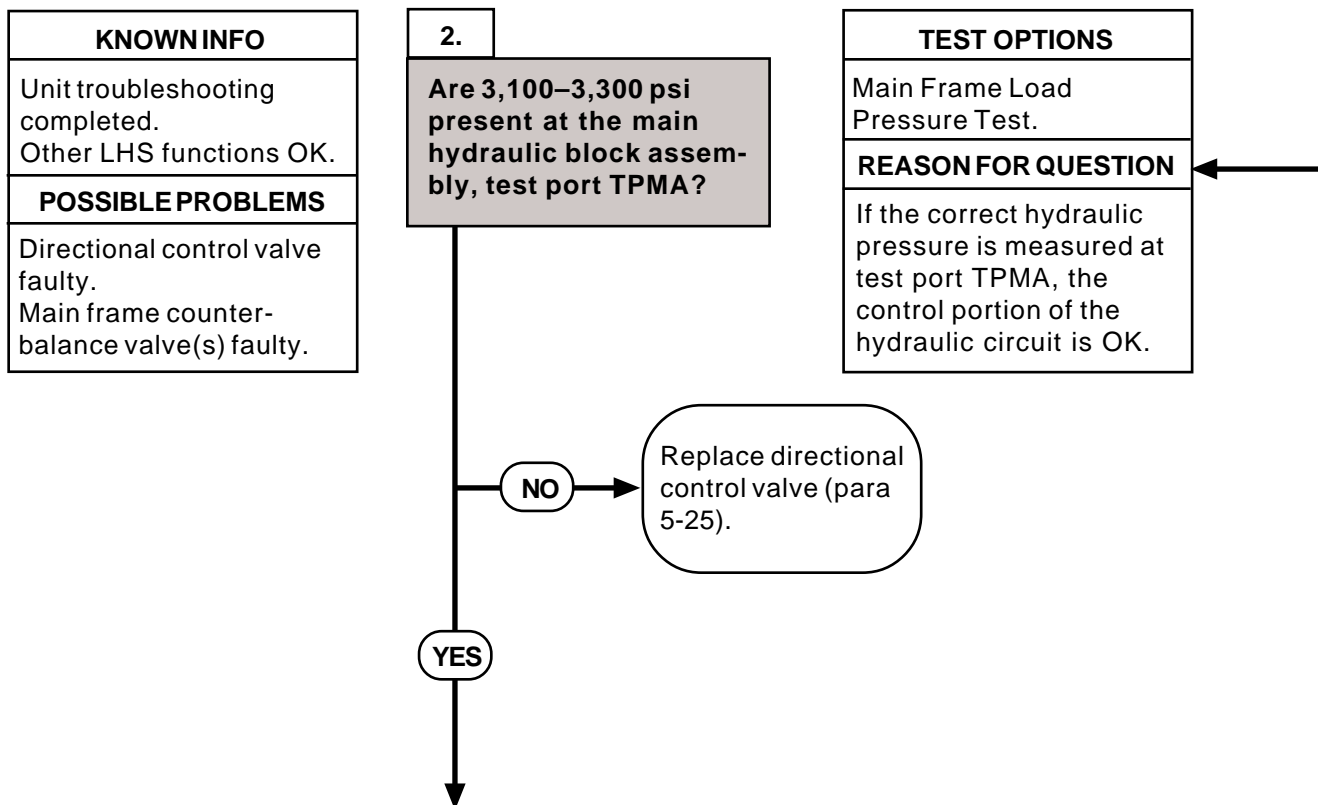 KNOWN INFO
Unit troubleshooting
completed.
Other LHS functions OK.
POSSIBLE PROBLEMS
Directional control valve
faulty.
Main frame counter-
balance valve(s) faulty.
2.
Are 3,100–3,300 psi
present at the main
hydraulic block assem-
bly, test port TPMA?
TEST OPTIONS
Main Frame Load
Pressure Test.
REASON FOR QUESTION
If the correct hydraulic
pressure is measured at
test port TPMA, the
control portion of the
hydraulic circuit is OK.
NO
Replace directional
control valve (para
5-25).
YES